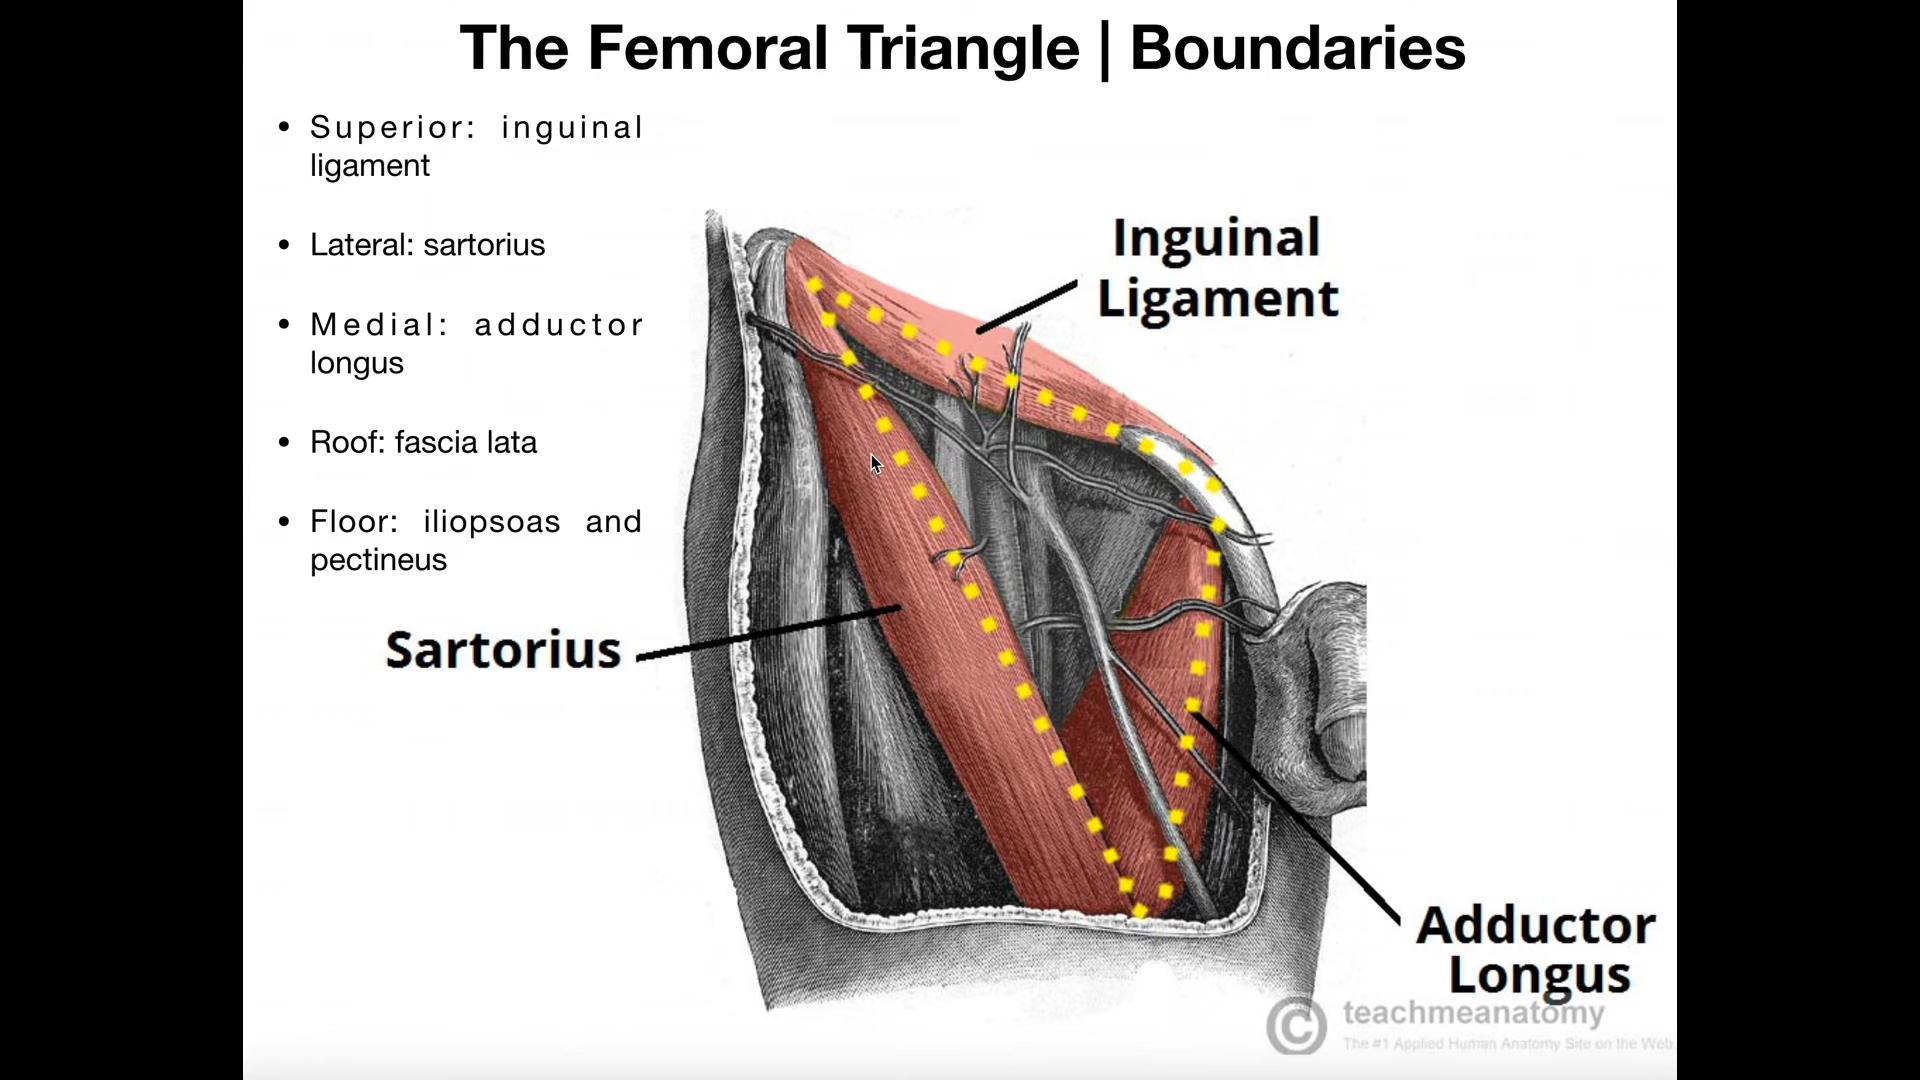 The Femoral Triangle | Boundaries
• Superior: inguinal
ligament
• Lateral: sartorius
• Medial: adductor
longus
• Roof: fascia lata
• Floor: iliopsoas and
pectineus
Inguinal
Ligament
Sartorius
Adductor
Longus
© teachmeanatomy
The #1 Applied Human Anatomy Site on the Web